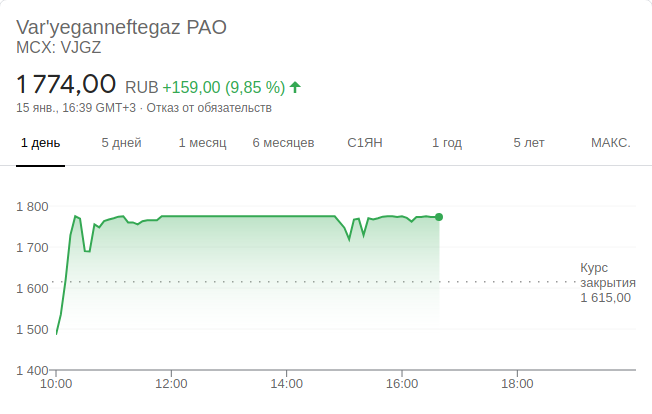 Var'yeganneftegaz PAO
MCX: VJGZ
1 774,00 RUB +159,00 (9,85 %)
15 янв., 16:39 GMT+3 · Отказ от обязательств
1 день 5 дней 1 месяц 6 месяцев С1ЯН 1 год 5 лет МАКС.
1 800
1 700
1 600
1 500
1 400
Курс
закрытия
1 615,00
10:00 12:00 14:00 16:00 18:00